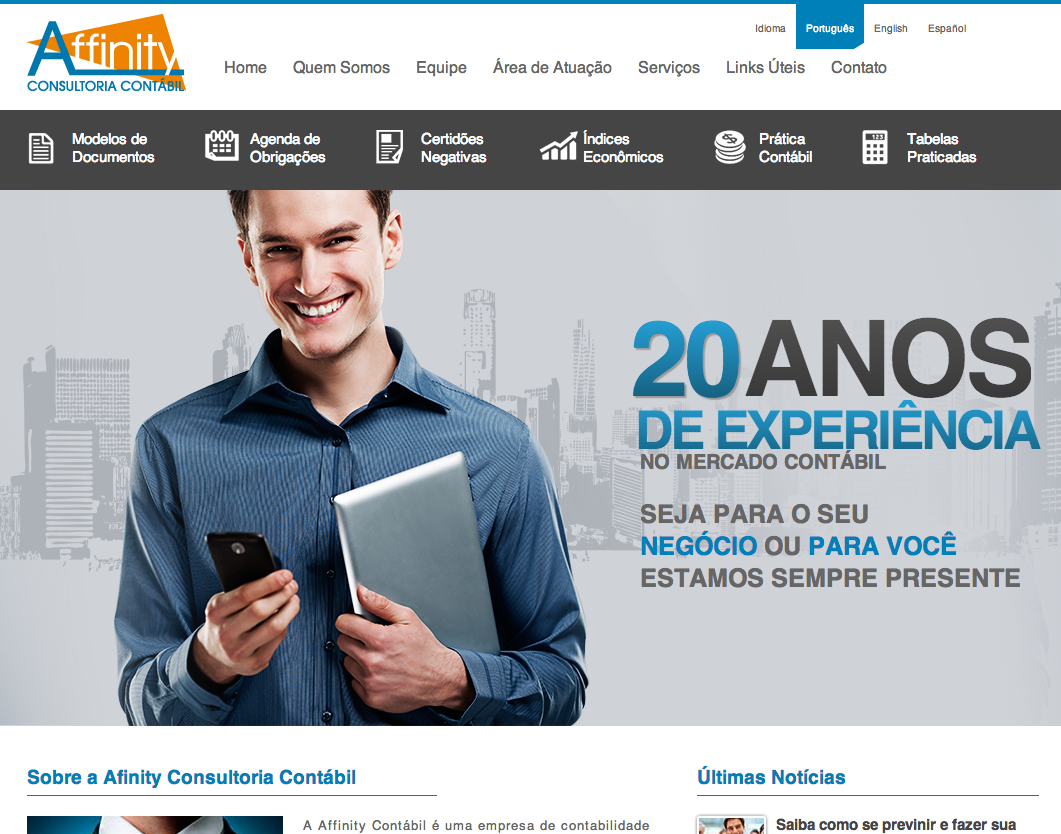 Idioma Português English Español
Affinity
CONSULTORIA CONTÁBIL
Home Quem Somos Equipe Área de Atuação Serviços Links Úteis Contato
Modelos de
Documentos
Agenda de
Obrigações
Certidões
Negativas
Índices
Econômicos
Prática
Contábil
123
Tabelas
Praticadas
20 ANOS
DE EXPERIÊNCIA
NO MERCADO CONTÁBIL
SEJA PARA O SEU
NEGÓCIO OU PARA VOCÊ
ESTAMOS SEMPRE PRESENTE
Sobre a Afinity Consultoria Contábil
A Affinity Contábil é uma empresa de contabilidade
Últimas Notícias
Saiba como se previnir e fazer sua